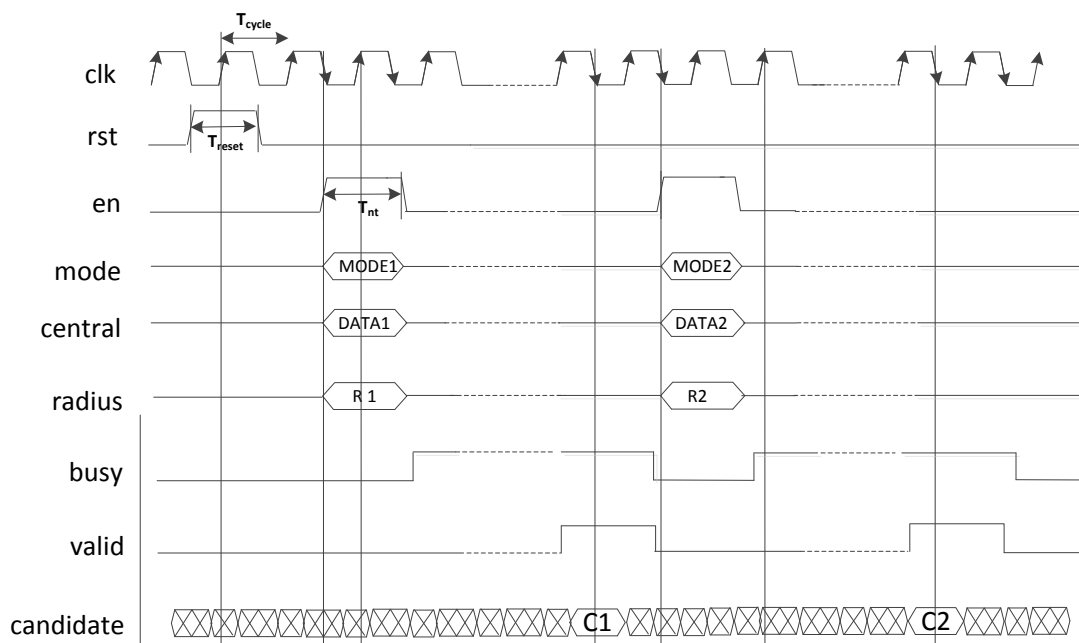 Tcycle
clk
rst
Treset
en
Tnt
mode
MODE1
MODE2
central
DATA1
DATA2
radius
R 1
R2
busy
valid
candidate
C1
C2